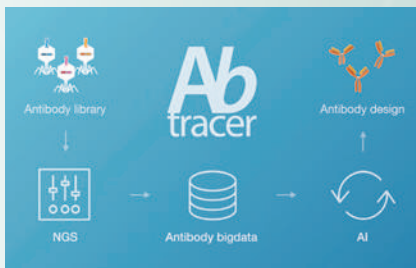 Antibody library
Ab
tracer
Antibody design
NGS
Antibody bigdata
AI